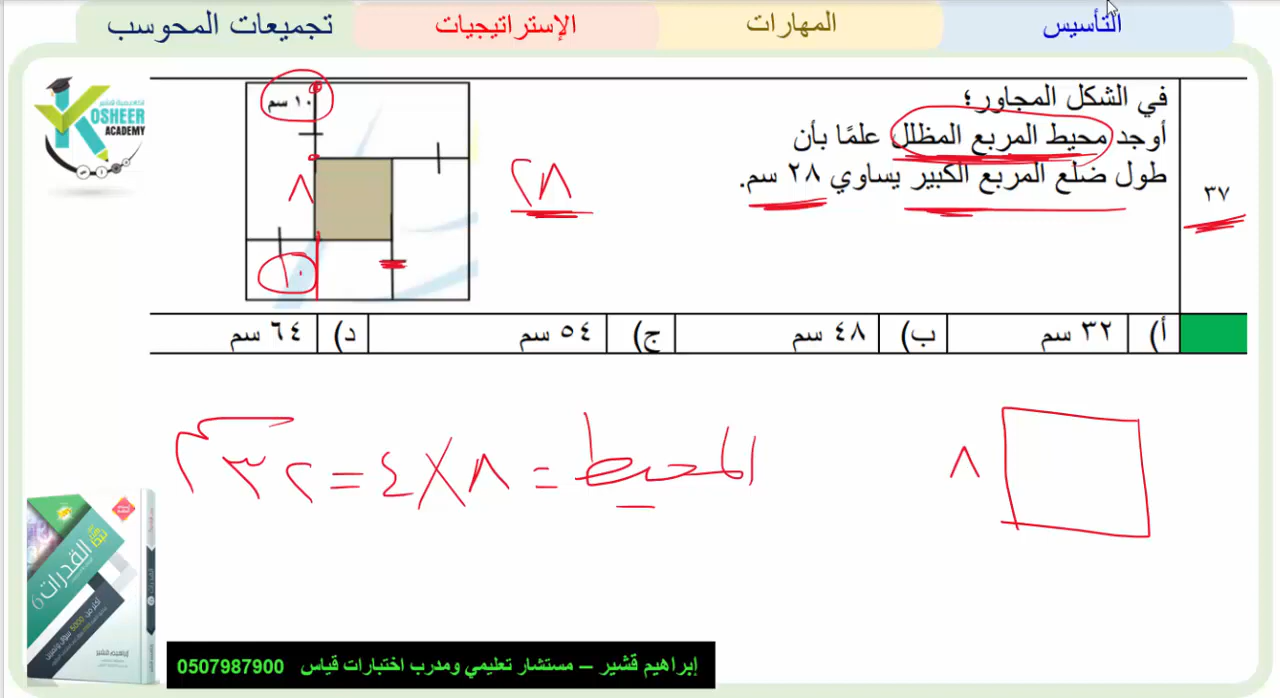 التأسيس
المهارات
الإستراتيجيات
تجميعات المحوسب
KOSHEER
ACADEMY
٣٧
في الشكل المجاور؛
أوجد محيط المربع المظلل علمًا بأن
طول ضلع المربع الكبير يساوي ٢٨ سم.
١٠ سم
٨
١٠
٢٨
أ) ٣٢ سم
ب) ٤٨ سم
ج) ٥٤ سم
د) ٦٤ سم
٨
المحيط = ٨ × ٤ = ٣٢
القدرات
إبراهيم قشير – مستشار تعليمي ومدرب اختبارات قياس 0507987900